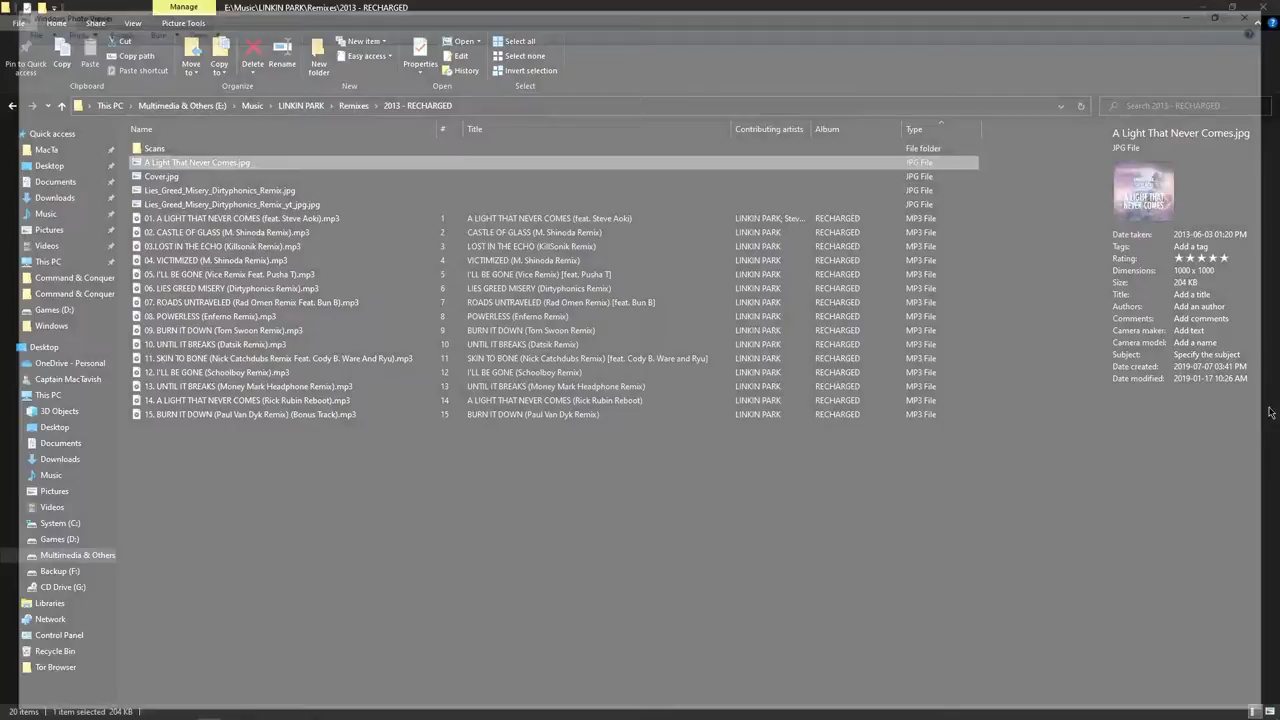 Manage
E:\Music\LINKIN PARK\Remixes\2013 - RECHARGED
Windows Photo Viewer
File
Home
Share
View
Picture Tools
Pin to Quick access
Copy
Paste
Cut
Copy path
Paste shortcut
Clipboard
Move to
Copy to
Delete
Rename
Organize
New folder
New item
Easy access
New
Properties
Open
Edit
History
Open
Select all
Select none
Invert selection
Select
This PC
Multimedia & Others (E:)
Music
LINKIN PARK
Remixes
2013 - RECHARGED
Search 2013 - RECHARGED
Quick access
MacTa
Desktop
Documents
Downloads
Music
Pictures
Videos
This PC
Command & Conquer
Command & Conquer
Games (D:)
Windows
Desktop
OneDrive - Personal
Captain MacTavish
This PC
3D Objects
Desktop
Documents
Downloads
Music
Pictures
Videos
System (C:)
Games (D:)
Multimedia & Others
Backup (F:)
CD Drive (G:)
Libraries
Network
Control Panel
Recycle Bin
Tor Browser
Name # Title Contributing artists Album Type
Scans File folder
A Light That Never Comes.jpg JPG File
Cover.jpg JPG File
Lies_Greed_Misery_Dirtyphonics_Remix.jpg JPG File
Lies_Greed_Misery_Dirtyphonics_Remix_yt_jpg.jpg JPG File
01. A LIGHT THAT NEVER COMES (feat. Steve Aoki).mp3 1 A LIGHT THAT NEVER COMES (feat. Steve Aoki) LINKIN PARK; Stev... RECHARGED MP3 File
02. CASTLE OF GLASS (M. Shinoda Remix).mp3 2 CASTLE OF GLASS (M. Shinoda Remix) LINKIN PARK RECHARGED MP3 File
03.LOST IN THE ECHO (Killsonik Remix).mp3 3 LOST IN THE ECHO (KillSonik Remix) LINKIN PARK RECHARGED MP3 File
04. VICTIMIZED (M. Shinoda Remix).mp3 4 VICTIMIZED (M. Shinoda Remix) LINKIN PARK RECHARGED MP3 File
05. I'LL BE GONE (Vice Remix Feat. Pusha T).mp3 5 I'LL BE GONE (Vice Remix) [feat. Pusha T] LINKIN PARK RECHARGED MP3 File
06. LIES GREED MISERY (Dirtyphonics Remix).mp3 6 LIES GREED MISERY (Dirtyphonics Remix) LINKIN PARK RECHARGED MP3 File
07. ROADS UNTRAVELED (Rad Omen Remix Feat. Bun B).mp3 7 ROADS UNTRAVELED (Rad Omen Remix) [feat. Bun B] LINKIN PARK RECHARGED MP3 File
08. POWERLESS (Enferno Remix).mp3 8 POWERLESS (Enferno Remix) LINKIN PARK RECHARGED MP3 File
09. BURN IT DOWN (Tom Swoon Remix).mp3 9 BURN IT DOWN (Tom Swoon Remix) LINKIN PARK RECHARGED MP3 File
10. UNTIL IT BREAKS (Datsik Remix).mp3 10 UNTIL IT BREAKS (Datsik Remix) LINKIN PARK RECHARGED MP3 File
11. SKIN TO BONE (Nick Catchdubs Remix Feat. Cody B. Ware And Ryu).mp3 11 SKIN TO BONE (Nick Catchdubs Remix) [feat. Cody B. Ware and Ryu] LINKIN PARK RECHARGED MP3 File
12. I'LL BE GONE (Schoolboy Remix).mp3 12 I'LL BE GONE (Schoolboy Remix) LINKIN PARK RECHARGED MP3 File
13. UNTIL IT BREAKS (Money Mark Headphone Remix).mp3 13 UNTIL IT BREAKS (Money Mark Headphone Remix) LINKIN PARK RECHARGED MP3 File
14. A LIGHT THAT NEVER COMES (Rick Rubin Reboot).mp3 14 A LIGHT THAT NEVER COMES (Rick Rubin Reboot) LINKIN PARK RECHARGED MP3 File
15. BURN IT DOWN (Paul Van Dyk Remix) (Bonus Track).mp3 15 BURN IT DOWN (Paul Van Dyk Remix) LINKIN PARK RECHARGED MP3 File
A Light That Never Comes.jpg
JPG File
A LIGHT THAT
NEVER COMES
Date taken: 2013-06-03 01:20 PM
Tags: Add a tag
Rating:
Dimensions: 1000 x 1000
Size: 204 KB
Title: Add a title
Authors: Add an author
Comments: Add comments
Camera maker: Add text
Camera model: Add a name
Subject: Specify the subject
Date created: 2019-07-07 03:41 PM
Date modified: 2019-01-17 10:26 AM
20 items 1 item selected 204 KB